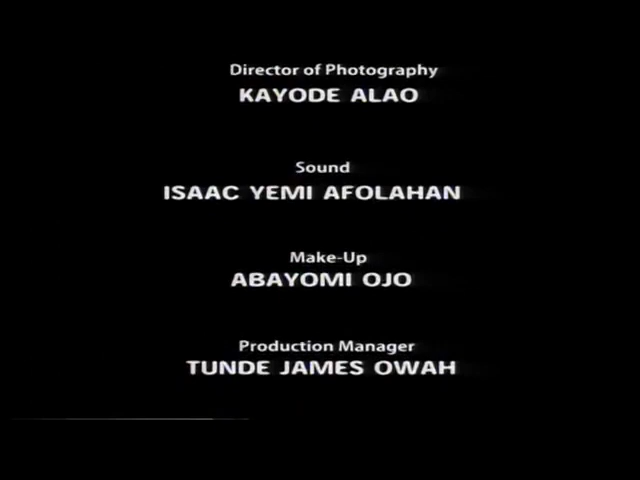 Director of Photography
KAYODE ALAO
Sound
ISAAC YEMI AFOLAHAN
Make-Up
ABAYOMI OJO
Production Manager
TUNDE JAMES OWAH